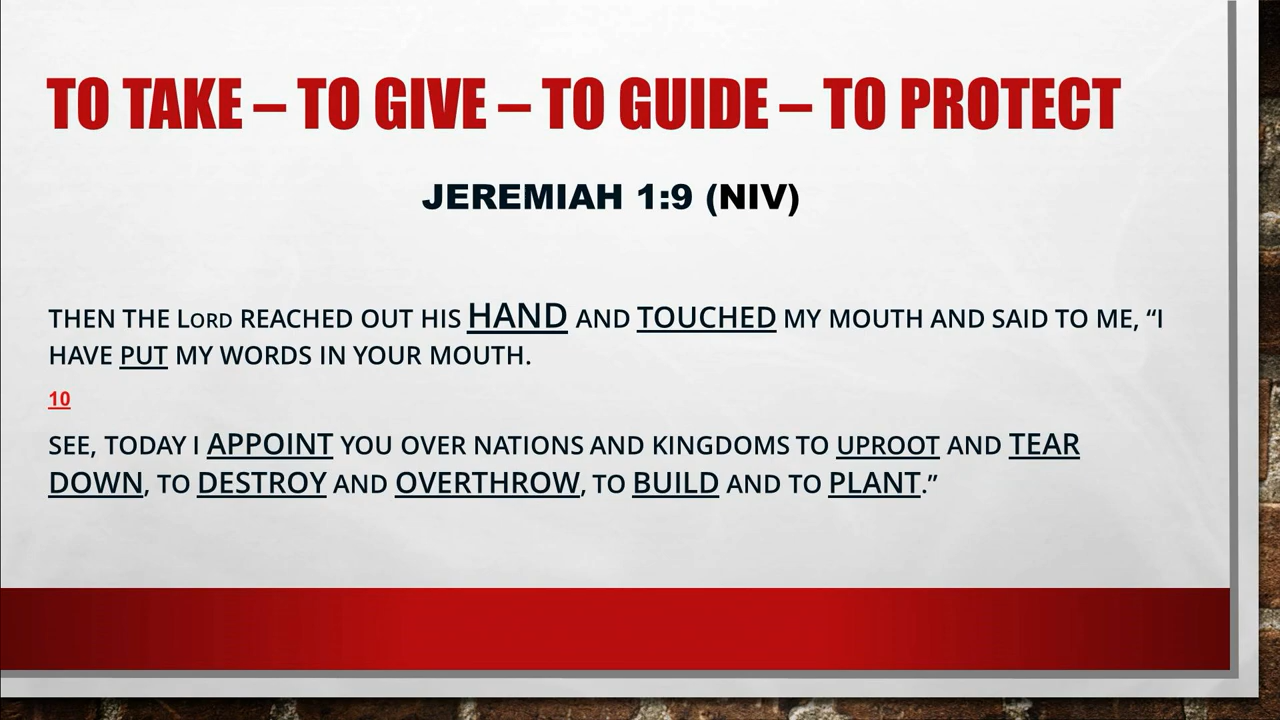 TO TAKE – TO GIVE – TO GUIDE – TO PROTECT
JEREMIAH 1:9 (NIV)
THEN THE LORD REACHED OUT HIS HAND AND TOUCHED MY MOUTH AND SAID TO ME, “I
HAVE PUT MY WORDS IN YOUR MOUTH.
10
SEE, TODAY I APPOINT YOU OVER NATIONS AND KINGDOMS TO UPROOT AND TEAR
DOWN, TO DESTROY AND OVERTHROW, TO BUILD AND TO PLANT.”